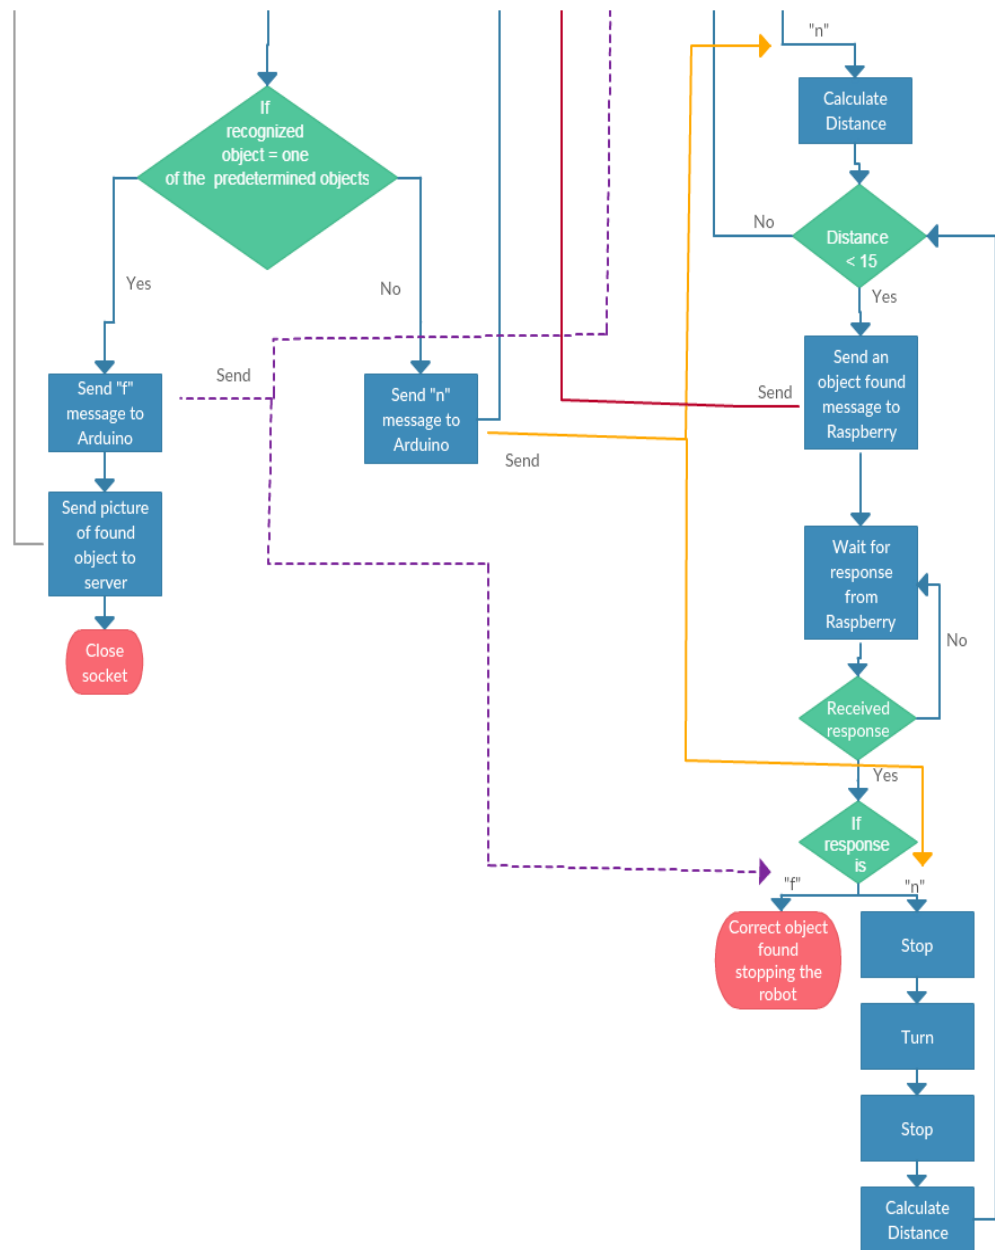 "n"
Calculate
Distance
If
recognized
object = one
of the predetermined objects
No
Distance
< 15
Yes
No
Yes
Send an
object found
message to
Raspberry
Send
Send "f"
message to
Arduino
Send
Send "n"
message to
Arduino
Send
Send picture
of found
object to
server
Wait for
response
from
Raspberry
No
Close
socket
Received
response
Yes
If
response
is
"f"
"n"
Correct object
found
stopping the
robot
Stop
Turn
Stop
Calculate
Distance